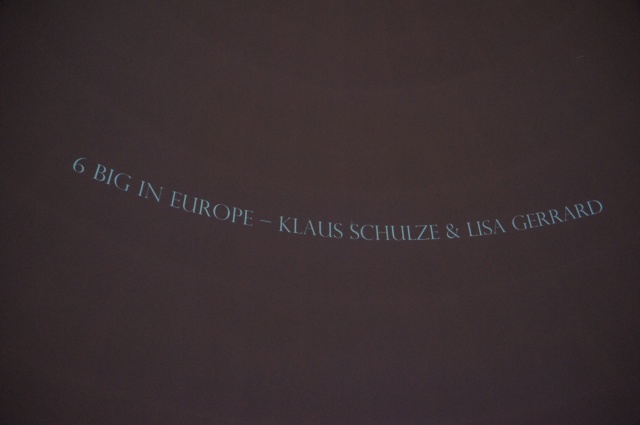 6 BIG IN EUROPE – KLAUS SCHULZE & LISA GERRARD